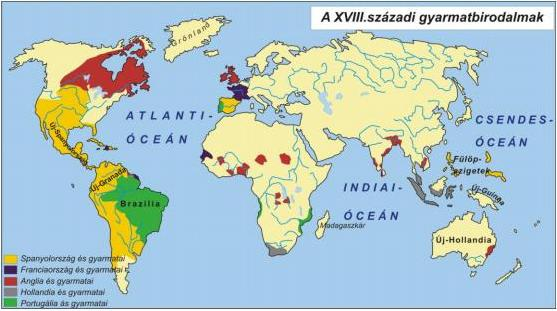 A XVIII.századi gyarmatbirodalmak
Grönland
ATLANTI-
ÓCEÁN
CSENDES-
ÓCEÁN
Új-Spanyolország
Fülöp-
szigetek
Új-Granada
INDIAI-
ÓCEÁN
Új-Guinea
Brazília
Madagaszkár
Új-Hollandia
Spanyolország és gyarmatai
Franciaország és gyarmatai
Anglia és gyarmatai
Hollandia és gyarmatai
Portugália és gyarmatai